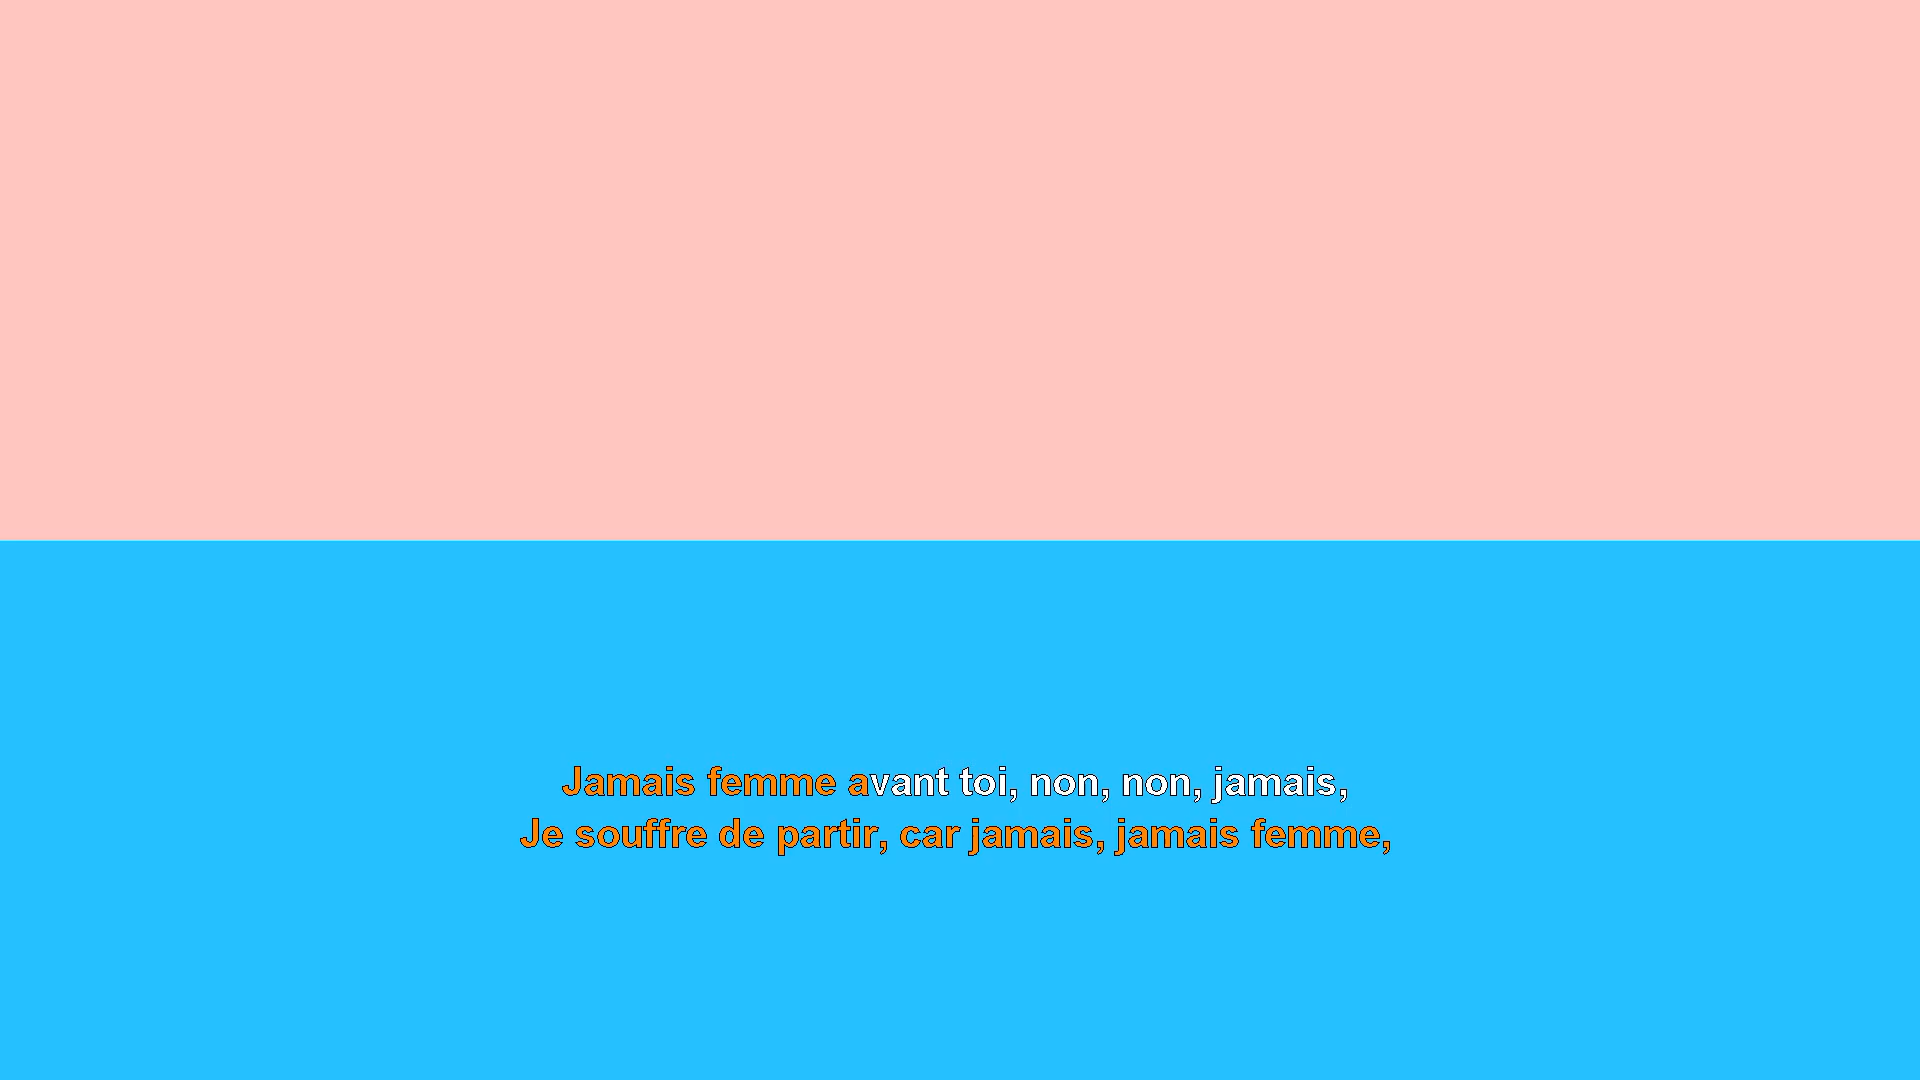 Jamais femme avant toi, non, non, jamais,
Je souffre de partir, car jamais, jamais femme,